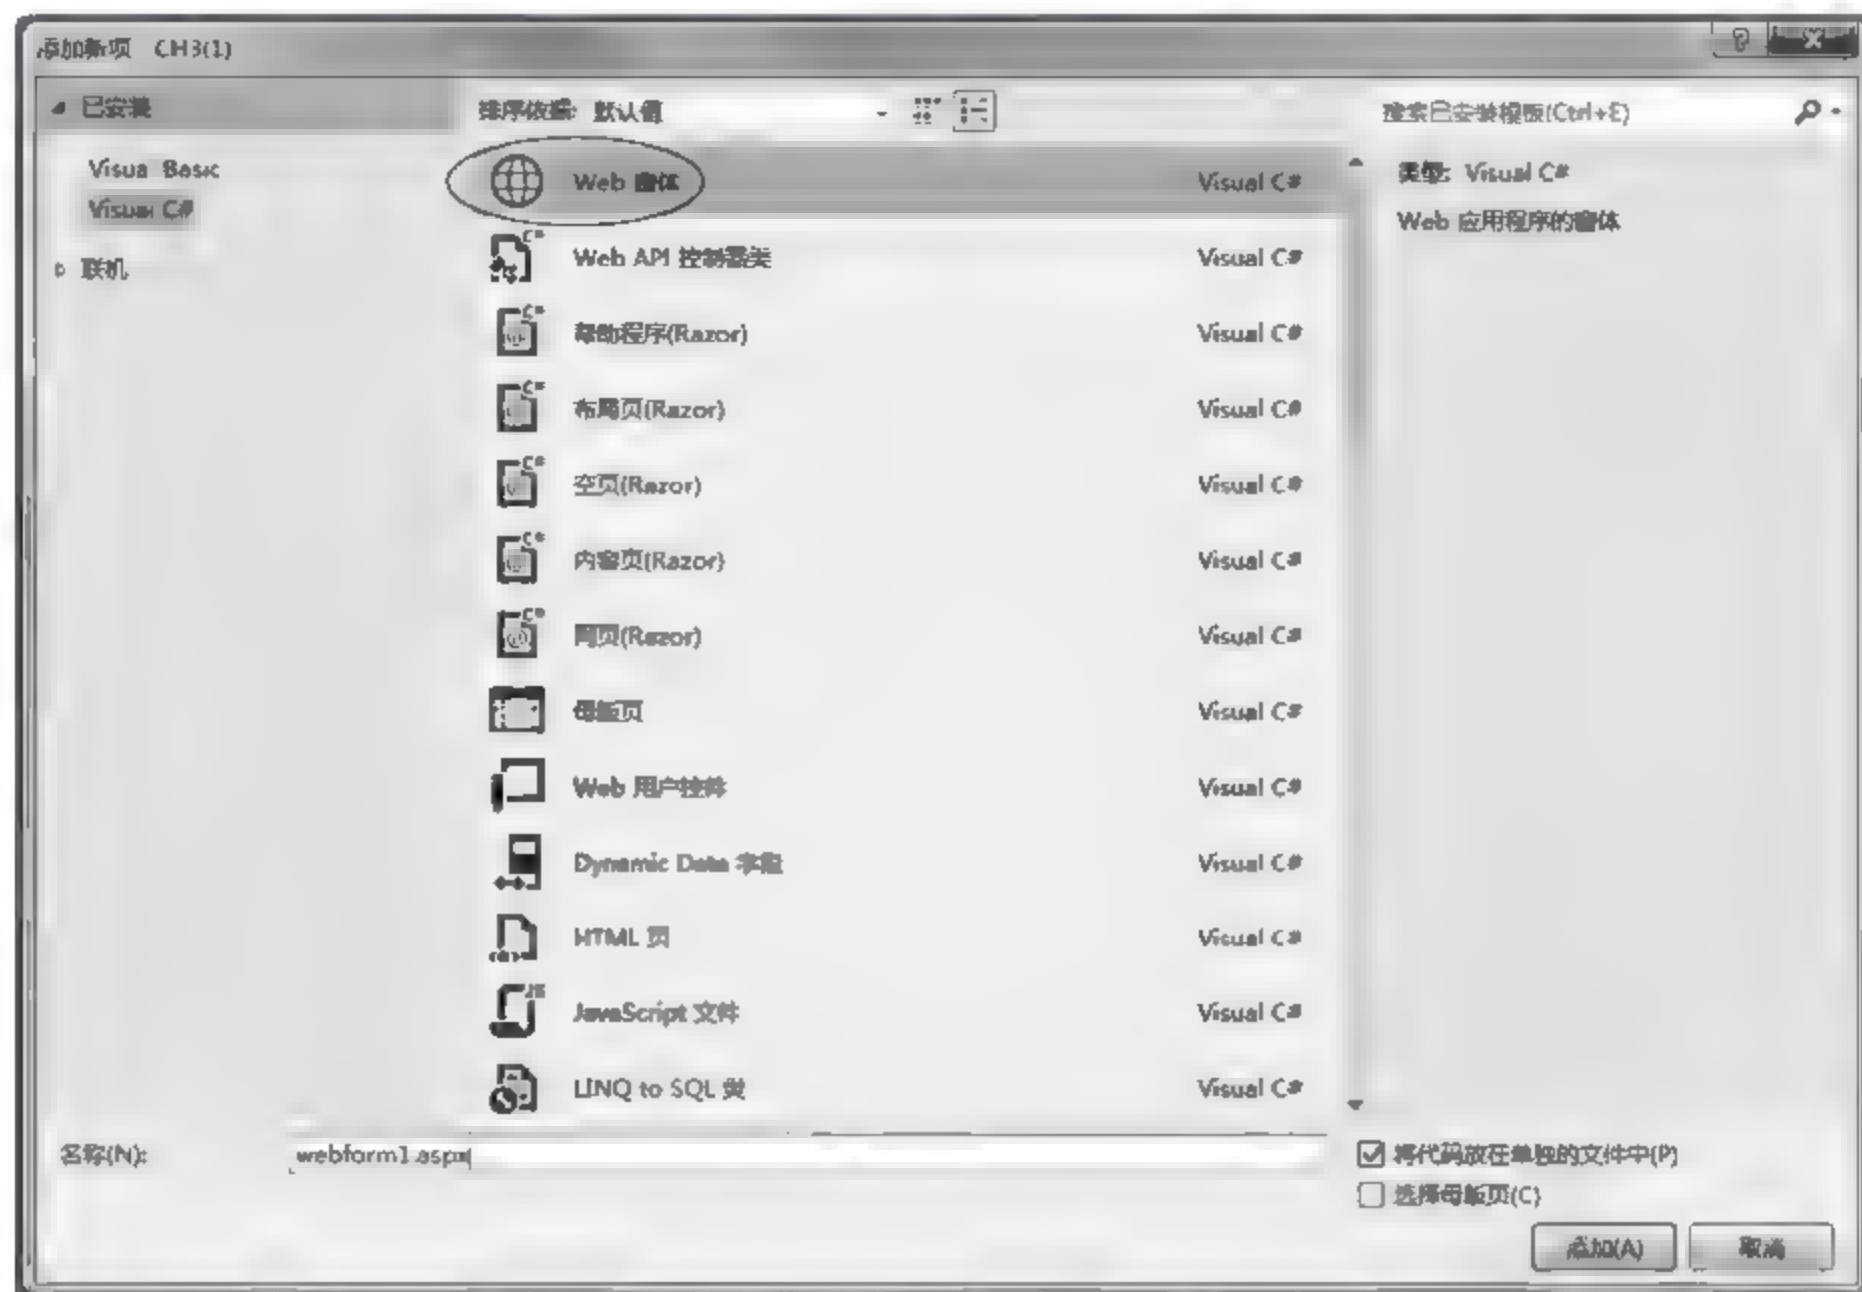 添加新项 CH3(1)
已安装
排序依据: 默认值
搜索已安装模板(Ctrl+E)
Visua Basic
Visual C#
联机
Web 窗体 Visual C#
Web API 控制器类 Visual C#
帮助程序(Razor) Visual C#
布局页(Razor) Visual C#
空页(Razor) Visual C#
内容页(Razor) Visual C#
网页(Razor) Visual C#
母版页 Visual C#
Web 用户控件 Visual C#
Dynamic Data 字段 Visual C#
HTML 页 Visual C#
JavaScript 文件 Visual C#
LINQ to SQL 类 Visual C#
类型: Visual C#
Web 应用程序的窗体
名称(N): webform1.aspx
将代码放在单独的文件中(P)
选择母版页(C)
添加(A) 取消